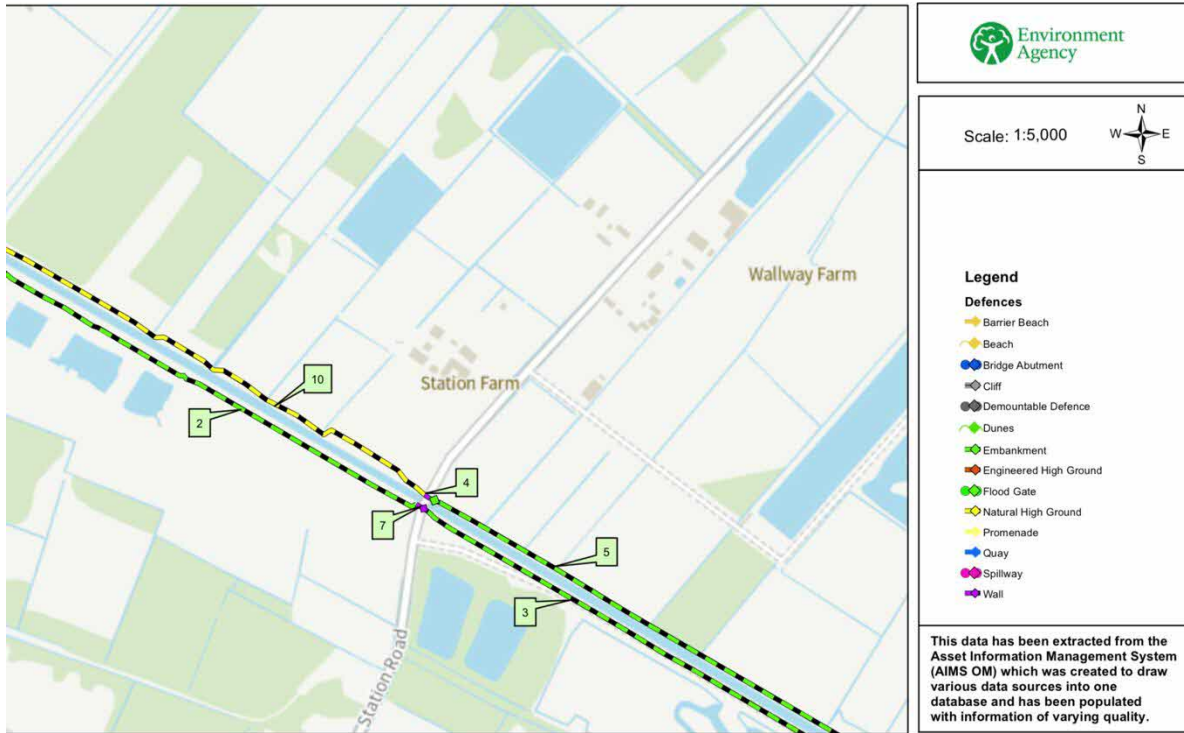 Environment
Agency
Scale: 1:5,000
N
W E
S
Legend
Defences
Barrier Beach
Beach
Bridge Abutment
Cliff
Demountable Defence
Dunes
Embankment
Engineered High Ground
Flood Gate
Natural High Ground
Promenade
Quay
Spillway
Wall
This data has been extracted from the
Asset Information Management System
(AIMS OM) which was created to draw
various data sources into one
database and has been populated
with information of varying quality.
Wallway Farm
Station Farm
10
2
4
7
5
3
Station Road